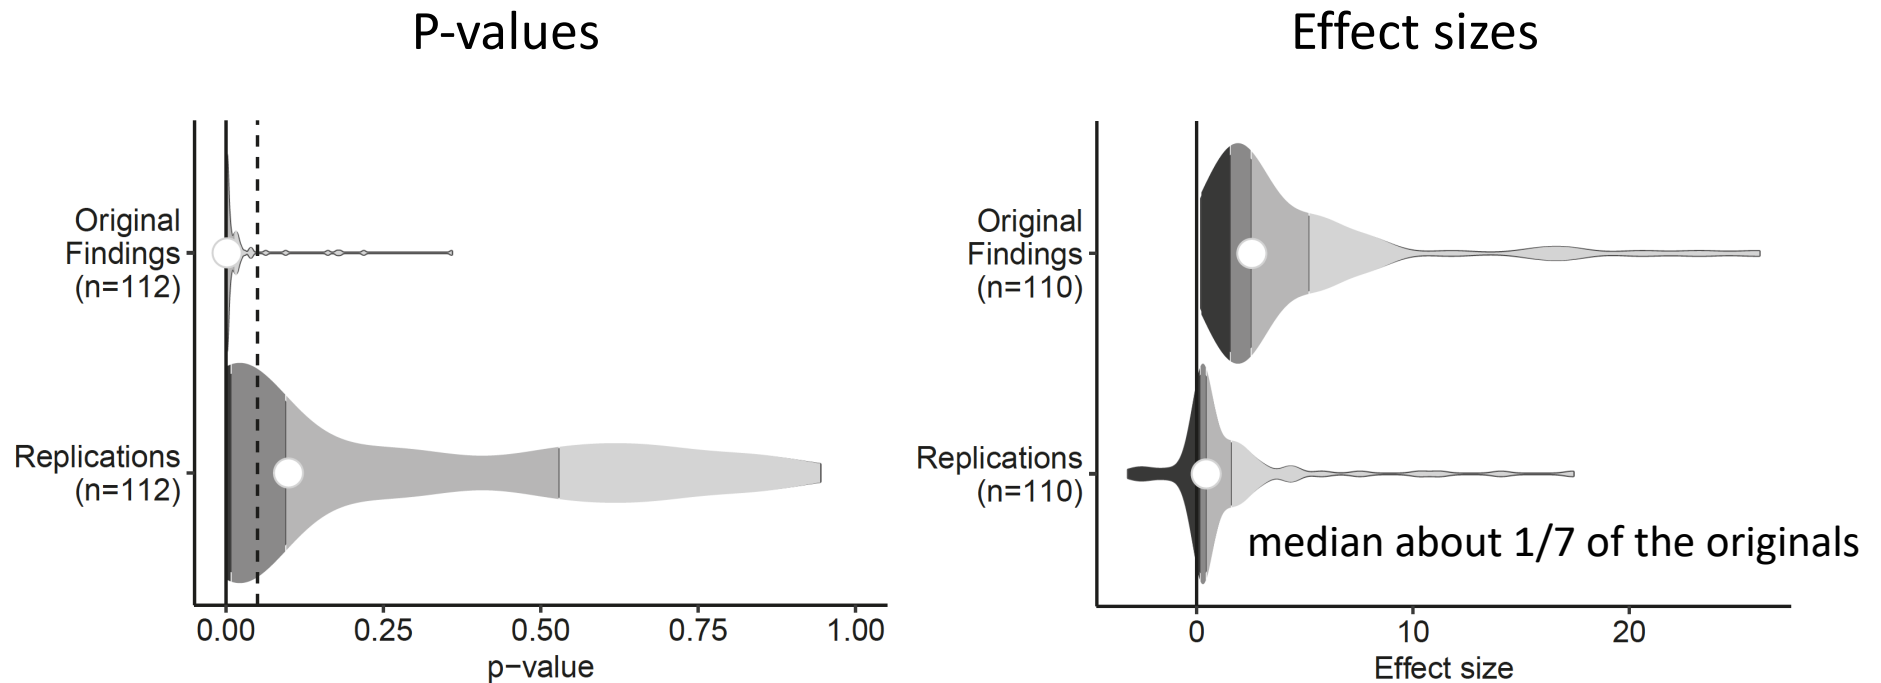 P-values
Original
Findings
(n=112)
Replications
(n=112)
0.00 0.25 0.50 0.75 1.00
p−value
Effect sizes
Original
Findings
(n=110)
Replications
(n=110)
median about 1/7 of the originals
0 10 20
Effect size